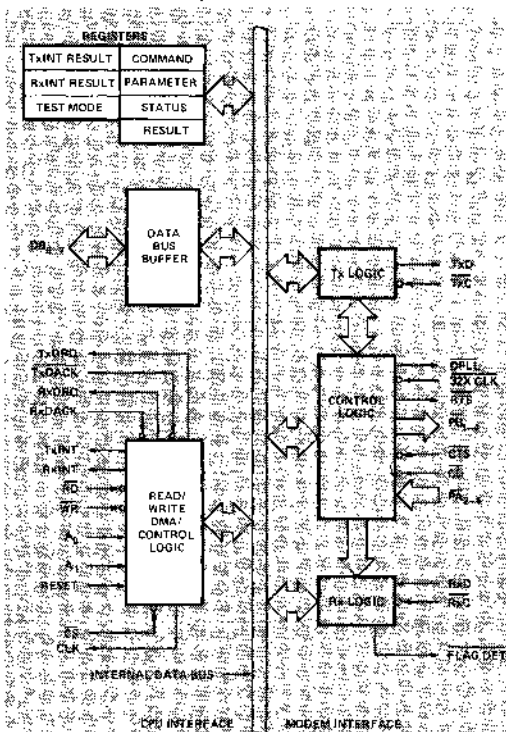 REGISTERS
TxINT RESULT COMMAND
RxINT RESULT PARAMETER
TEST MODE STATUS
RESULT
DATA
BUS
BUFFER
Tx LOGIC
TxD
TxC
TxDRQ
TxDACK
RxDRQ
RxDACK
TxINT
RxINT
RD
WR
A0
A1
RESET
READ/
WRITE
DMA/
CONTROL
LOGIC
CS
CLK
CONTROL
LOGIC
DPLL
32X CLK
RTS
CTS
CD
Rx LOGIC
RxD
RxC
FLAG DET
INTERNAL DATA BUS
CPU INTERFACE
MODEM INTERFACE